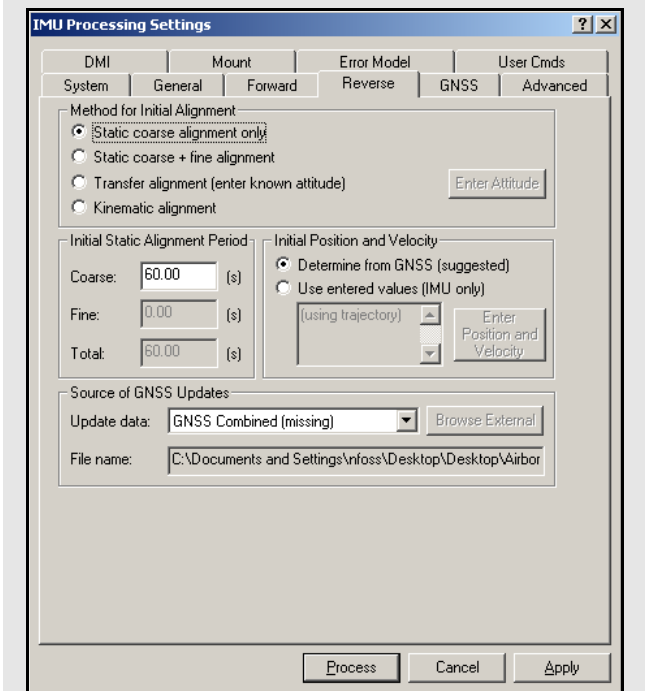 IMU Processing Settings
DMI Mount Error Model User Cmds
System General Forward Reverse GNSS Advanced
Method for Initial Alignment
Static coarse alignment only
Static coarse + fine alignment
Transfer alignment (enter known attitude)
Enter Attitude
Kinematic alignment
Initial Static Alignment Period
Coarse: 60.00 (s)
Fine: 0.00 (s)
Total: 60.00 (s)
Initial Position and Velocity
Determine from GNSS (suggested)
Use entered values (IMU only)
(using trajectory)
Enter
Position and
Velocity
Source of GNSS Updates
Update data: GNSS Combined (missing) Browse External
File name: C:\Documents and Settings\nfoss\Desktop\Desktop\Airbor
Process Cancel Apply